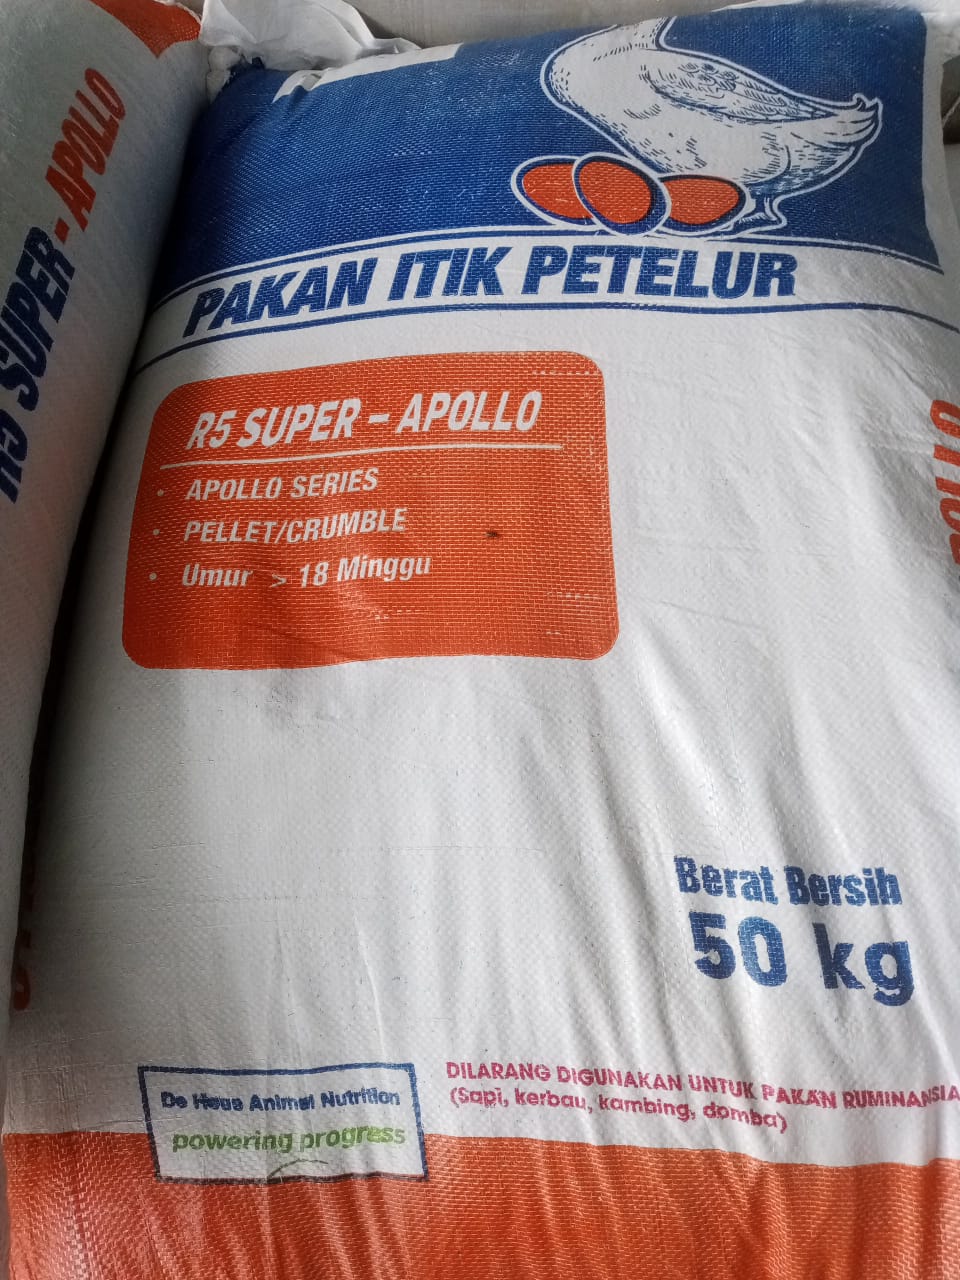 R5 SUPER - APOLLO
PAKAN ITIK PETELUR
R5 SUPER - APOLLO
• APOLLO SERIES
• PELLET/CRUMBLE
• Umur > 18 Minggu
Berat Bersih
50 kg
De Heus Animal Nutrition
powering progress
DILARANG DIGUNAKAN UNTUK PAKAN RUMINANSIA
(Sapi, kerbau, kambing, domba)